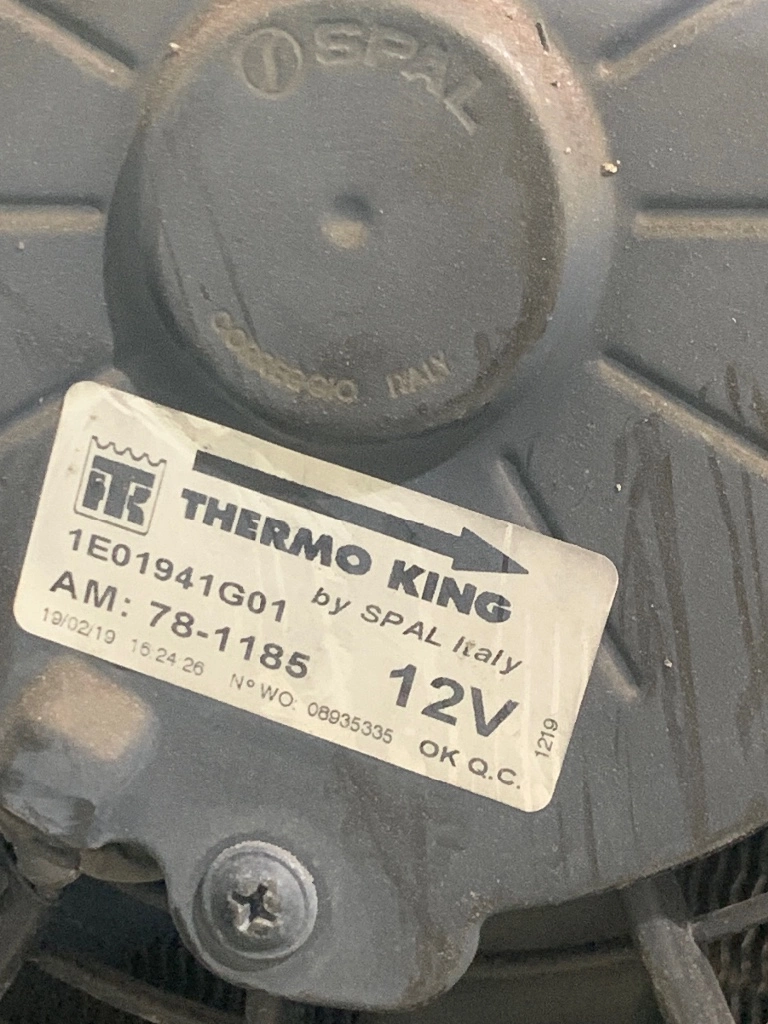 SPAL
CORREGGIO ITALY
TK
THERMO KING
1E01941G01 by SPAL Italy
AM: 78-1185 12V
19/02/19 16:24:26 N° WO: 08935335 OK Q.C.
1219